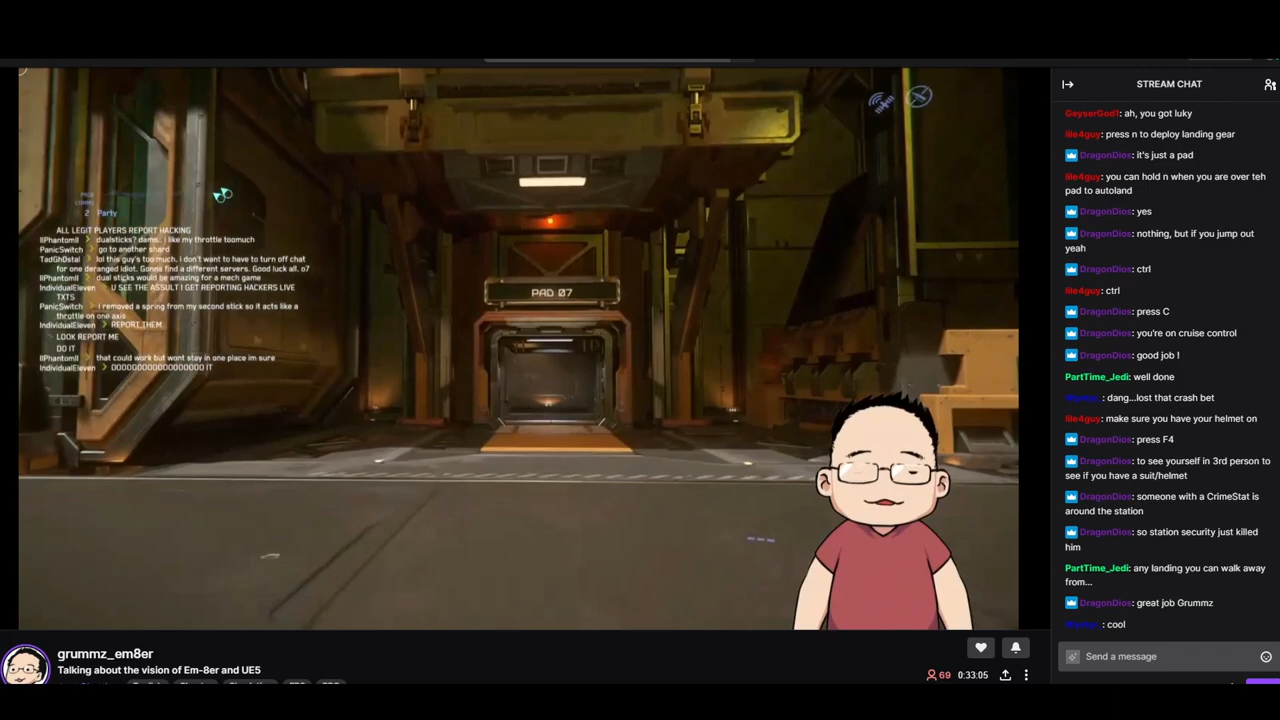 2 Party
ALL LEGIT PLAYERS REPORT HACKING
llPhantomll > dualsticks? damn.. i like my throttle toomuch
PanicSwitch > go to another shard
TadGhOstal > lol this guy's too much. i don't want to have to turn off chat
for one deranged idiot. Gonna find a different servers. Good luck all. o7
llPhantomll > dual sticks would be amazing for a mech game
IndividualEleven > U SEE THE ASSULT I GET REPORTING HACKERS LIVE
TXTS
PanicSwitch > i removed a spring from my second stick so it acts like a
throttle on one axis
IndividualEleven > REPORT THEM
LOOK REPORT ME
DO IT
llPhantomll > that could work but wont stay in one place im sure
IndividualEleven > DOOOOOOOOOOOOOOOOO IT
PAD 07
STREAM CHAT
GeyserGod1: ah, you got luky
lile4guy: press n to deploy landing gear
DragonDios: it's just a pad
lile4guy: you can hold n when you are over teh
pad to autoland
DragonDios: yes
DragonDios: nothing, but if you jump out
yeah
DragonDios: ctrl
lile4guy: ctrl
DragonDios: press C
DragonDios: you're on cruise control
DragonDios: good job !
PartTime_Jedi: well done
: dang...lost that crash bet
lile4guy: make sure you have your helmet on
DragonDios: press F4
DragonDios: to see yourself in 3rd person to
see if you have a suit/helmet
DragonDios: someone with a CrimeStat is
around the station
DragonDios: so station security just killed
him
PartTime_Jedi: any landing you can walk away
from...
DragonDios: great job Grummz
: cool
Send a message
grummz_em8er
Talking about the vision of Em-8er and UE5
69 0:33:05